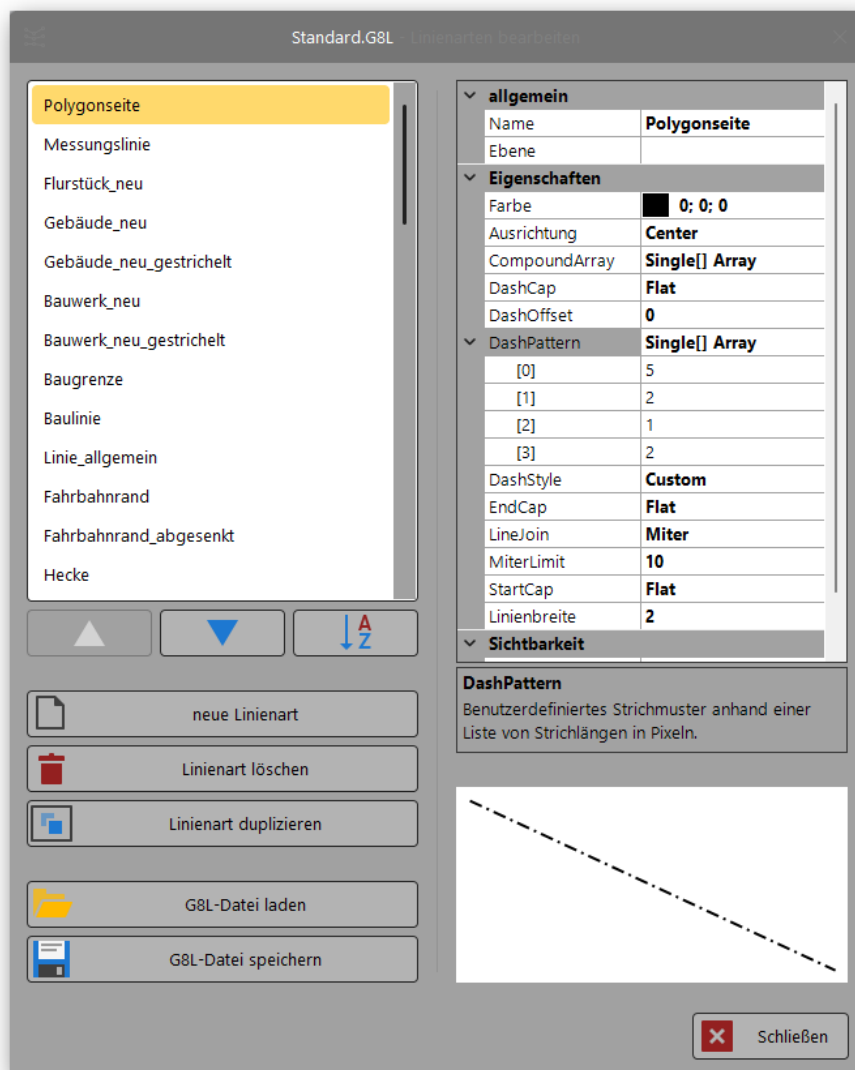 Standard.G8L - Linienarten bearbeiten
Polygonseite
Messungslinie
Flurstück_neu
Gebäude_neu
Gebäude_neu_gestrichelt
Bauwerk_neu
Bauwerk_neu_gestrichelt
Baugrenze
Baulinie
Linie_allgemein
Fahrbahnrand
Fahrbahnrand_abgesenkt
Hecke
A
Z
neue Linienart
Linienart löschen
Linienart duplizieren
G8L-Datei laden
G8L-Datei speichern
allgemein
Name Polygonseite
Ebene
Eigenschaften
Farbe 0; 0; 0
Ausrichtung Center
CompoundArray Single[] Array
DashCap Flat
DashOffset 0
DashPattern Single[] Array
[0] 5
[1] 2
[2] 1
[3] 2
DashStyle Custom
EndCap Flat
LineJoin Miter
MiterLimit 10
StartCap Flat
Linienbreite 2
Sichtbarkeit
DashPattern
Benutzerdefiniertes Strichmuster anhand einer
Liste von Strichlängen in Pixeln.
Schließen